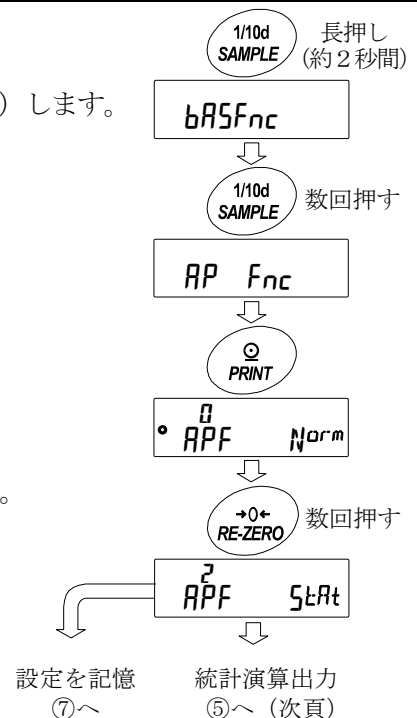 1/10d 長押し
SAMPLE (約2秒間)
) します。
bASFnc
1/10d
SAMPLE 数回押す
AP Fnc
PRINT
0
APF Norm
。
→0←
RE-ZERO 数回押す
2
APF StAt
設定を記憶 統計演算出力
⑦へ ⑤へ (次頁)